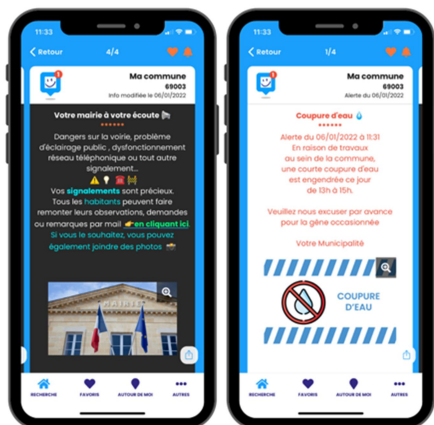 11:33
Retour
4/4
Ma commune
69003
Info modifiée le 06/01/2022
Votre mairie à votre écoute
Dangers sur la voirie, problème
d'éclairage public , dysfonctionnement
réseau téléphonique ou tout autre
signalement...
Vos signalements sont précieux.
Tous les habitants peuvent faire
remonter leurs observations, demandes
ou remarques par mail en cliquant ici.
Si vous le souhaitez, vous pouvez
également joindre des photos
MAIRIE
RECHERCHE
FAVORIS
AUTOUR DE MOI
AUTRES
11:33
Retour
1/4
Ma commune
69003
Alerte du 06/01/2022
Coupure d'eau
Alerte du 06/01/2022 à 11:31
En raison de travaux
au sein de la commune,
une courte coupure d'eau
est engendrée ce jour
de 13h à 15h.
Veuillez nous excuser par avance
pour la gêne occasionnée
Votre Municipalité
COUPURE
D'EAU
RECHERCHE
FAVORIS
AUTOUR DE MOI
AUTRES